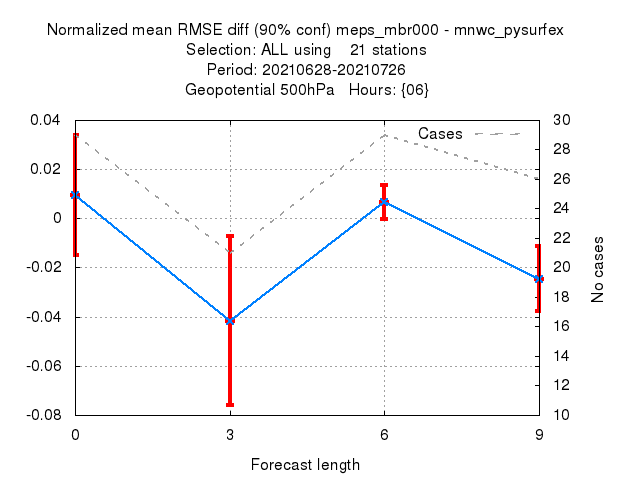 Normalized mean RMSE diff (90% conf) meps_mbr000 - mnwc_pysurfex
Selection: ALL using    21 stations
Period: 20210628-20210726
Geopotential 500hPa   Hours: {06}
Cases
0.04
0.02
0
-0.02
-0.04
-0.06
-0.08
30
28
26
24
22
20
18
16
14
12
10
No cases
0 3 6 9
Forecast length